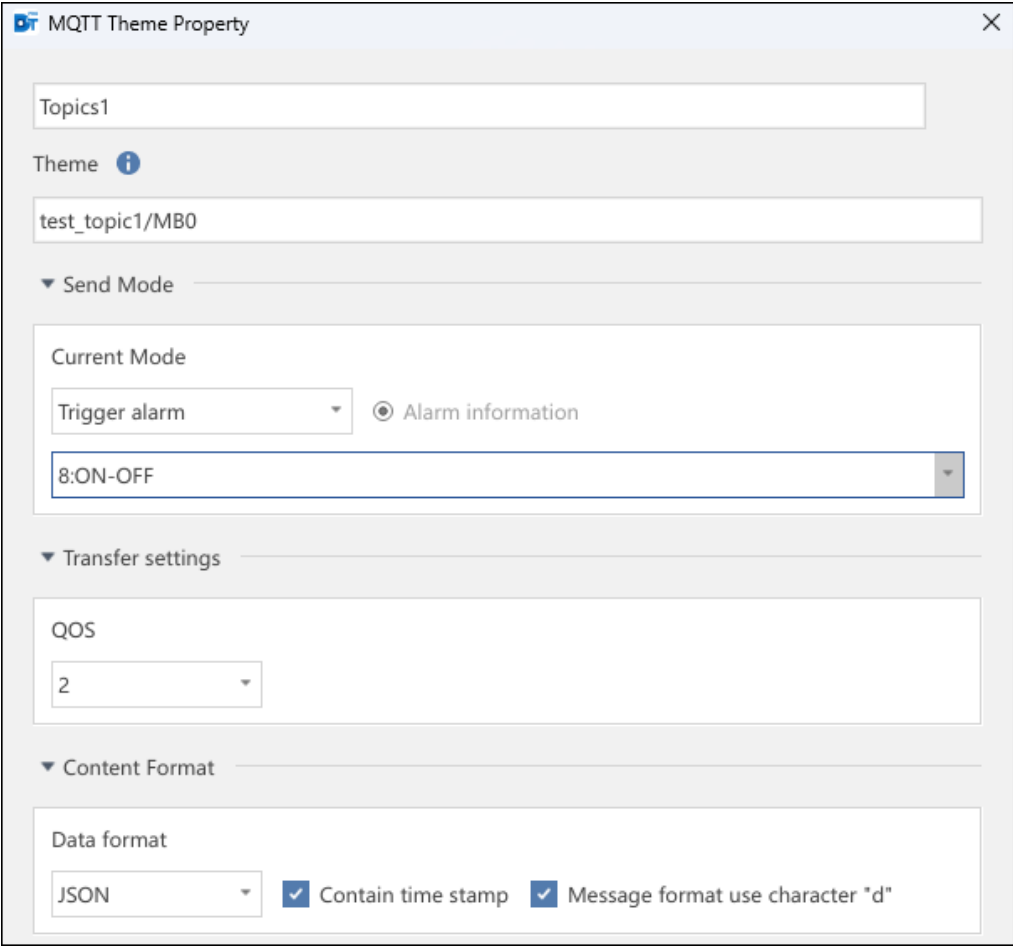 DT MQTT Theme Property
Topics1
Theme
test_topic1/MB0
Send Mode
Current Mode
Trigger alarm Alarm information
8:ON-OFF
Transfer settings
QOS
2
Content Format
Data format
JSON Contain time stamp Message format use character "d"